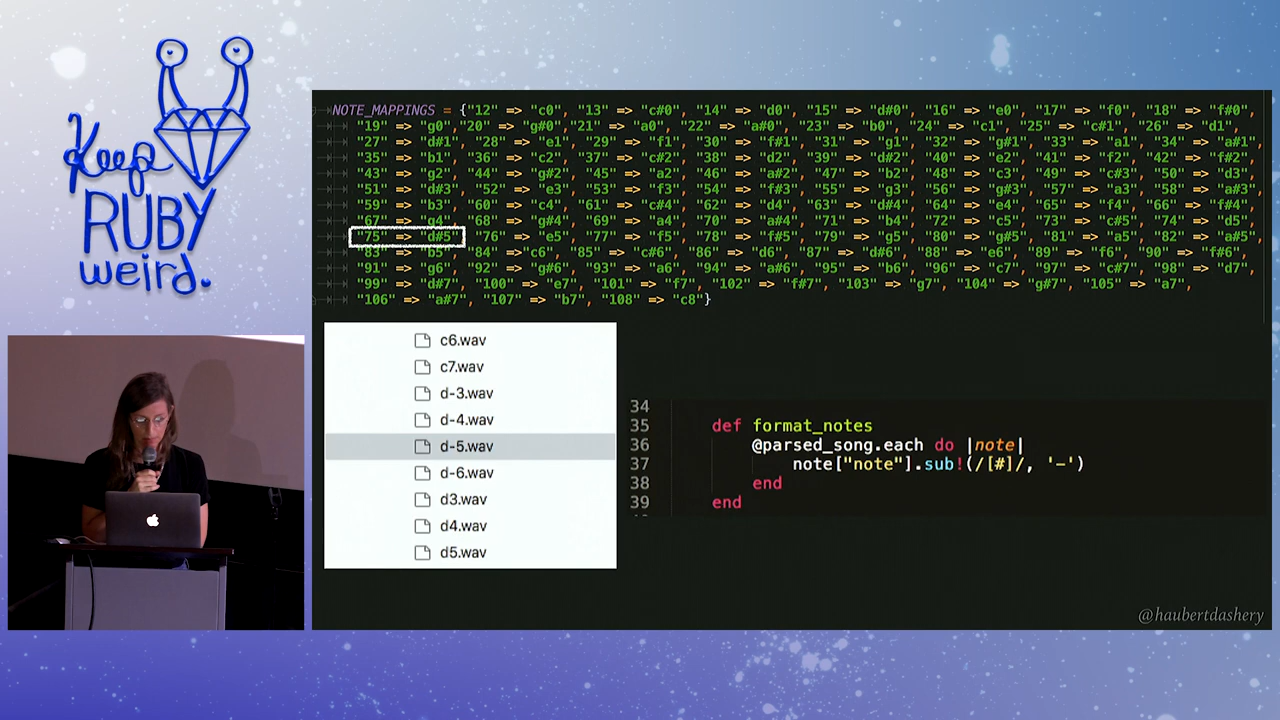 Keep
RUBY
weird.
NOTE_MAPPINGS = {"12" => "c0", "13" => "c#0", "14" => "d0", "15" => "d#0", "16" => "e0", "17" => "f0", "18" => "f#0",
"19" => "g0","20" => "g#0","21" => "a0", "22" => "a#0", "23" => "b0", "24" => "c1", "25" => "c#1", "26" => "d1",
"27" => "d#1", "28" => "e1", "29" => "f1", "30" => "f#1", "31" => "g1", "32" => "g#1", "33" => "a1", "34" => "a#1",
"35" => "b1", "36" => "c2", "37" => "c#2", "38" => "d2", "39" => "d#2", "40" => "e2", "41" => "f2", "42" => "f#2",
"43" => "g2", "44" => "g#2", "45" => "a2", "46" => "a#2", "47" => "b2", "48" => "c3", "49" => "c#3", "50" => "d3",
"51" => "d#3", "52" => "e3", "53" => "f3", "54" => "f#3", "55" => "g3", "56" => "g#3", "57" => "a3", "58" => "a#3",
"59" => "b3", "60" => "c4", "61" => "c#4", "62" => "d4", "63" => "d#4", "64" => "e4", "65" => "f4", "66" => "f#4",
"67" => "g4", "68" => "g#4", "69" => "a4", "70" => "a#4", "71" => "b4", "72" => "c5", "73" => "c#5", "74" => "d5",
"75" => "d#5", "76" => "e5", "77" => "f5", "78" => "f#5", "79" => "g5", "80" => "g#5", "81" => "a5", "82" => "a#5",
"83" => "b5", "84" => "c6", "85" => "c#6", "86" => "d6", "87" => "d#6", "88" => "e6", "89" => "f6", "90" => "f#6",
"91" => "g6", "92" => "g#6", "93" => "a6", "94" => "a#6", "95" => "b6", "96" => "c7", "97" => "c#7", "98" => "d7",
"99" => "d#7", "100" => "e7", "101" => "f7", "102" => "f#7", "103" => "g7", "104" => "g#7", "105" => "a7",
"106" => "a#7", "107" => "b7", "108" => "c8"}
c6.wav
c7.wav
d-3.wav
d-4.wav
d-5.wav
d-6.wav
d3.wav
d4.wav
d5.wav
34
35 def format_notes
36 @parsed_song.each do |note|
37 note["note"].sub!(/[#]/, '-')
38 end
39 end
@haubertdashery